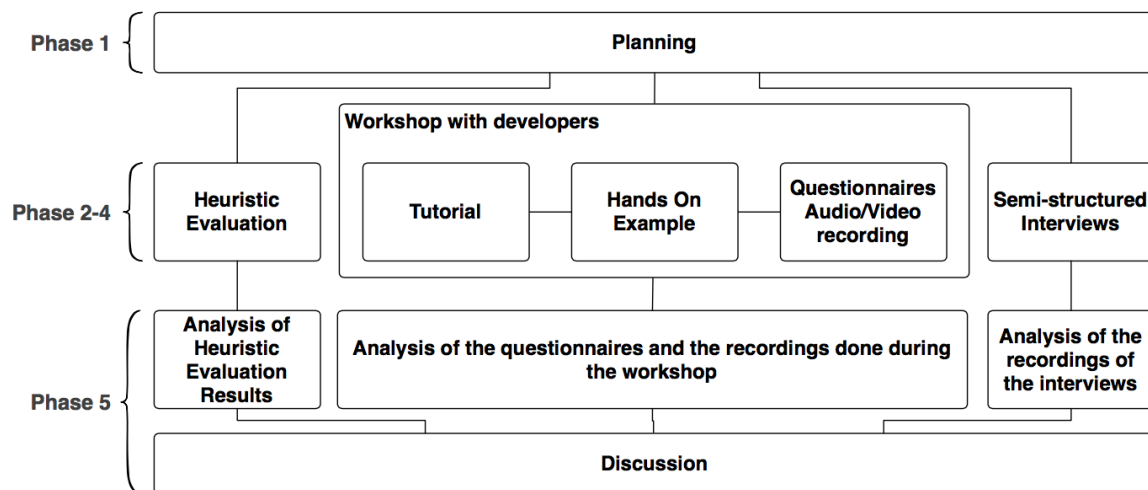 Phase 1
Planning
Workshop with developers
Phase 2-4
Heuristic
Evaluation
Tutorial
Hands On
Example
Questionnaires
Audio/Video
recording
Semi-structured
Interviews
Phase 5
Analysis of
Heuristic
Evaluation
Results
Analysis of the questionnaires and the recordings done during
the workshop
Analysis of the
recordings of
the interviews
Discussion